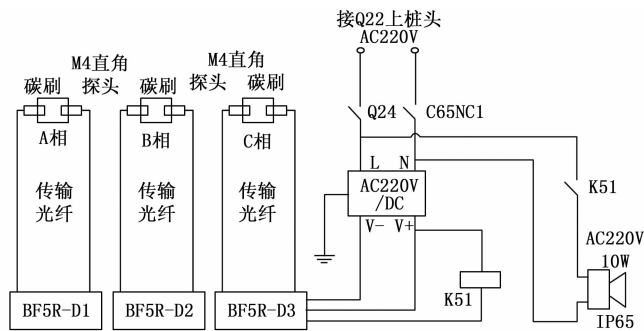 接Q22上桩头
AC220V
M4直角
探头
M4直角
探头
碳刷
碳刷
碳刷
Q24
C65NC1
A相
B相
C相
L
N
传输
光纤
传输
光纤
传输
光纤
AC220V
/DC
K51
V-
V+
AC220V
10W
K51
BF5R-D1
BF5R-D2
BF5R-D3
IP65